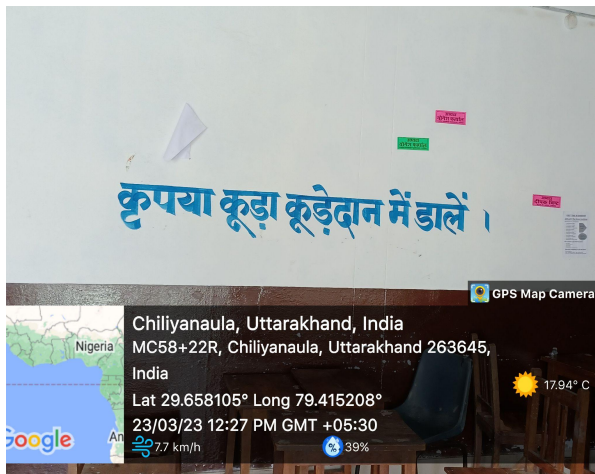 कृपया कूड़ा कूड़ेदान में डालें ।
GPS Map Camera
Nigeria
Chiliyanaula, Uttarakhand, India
MC58+22R, Chiliyanaula, Uttarakhand 263645,
India
Lat 29.658105° Long 79.415208°
23/03/23 12:27 PM GMT +05:30
17.94° C
7.7 km/h
39%
Google
An